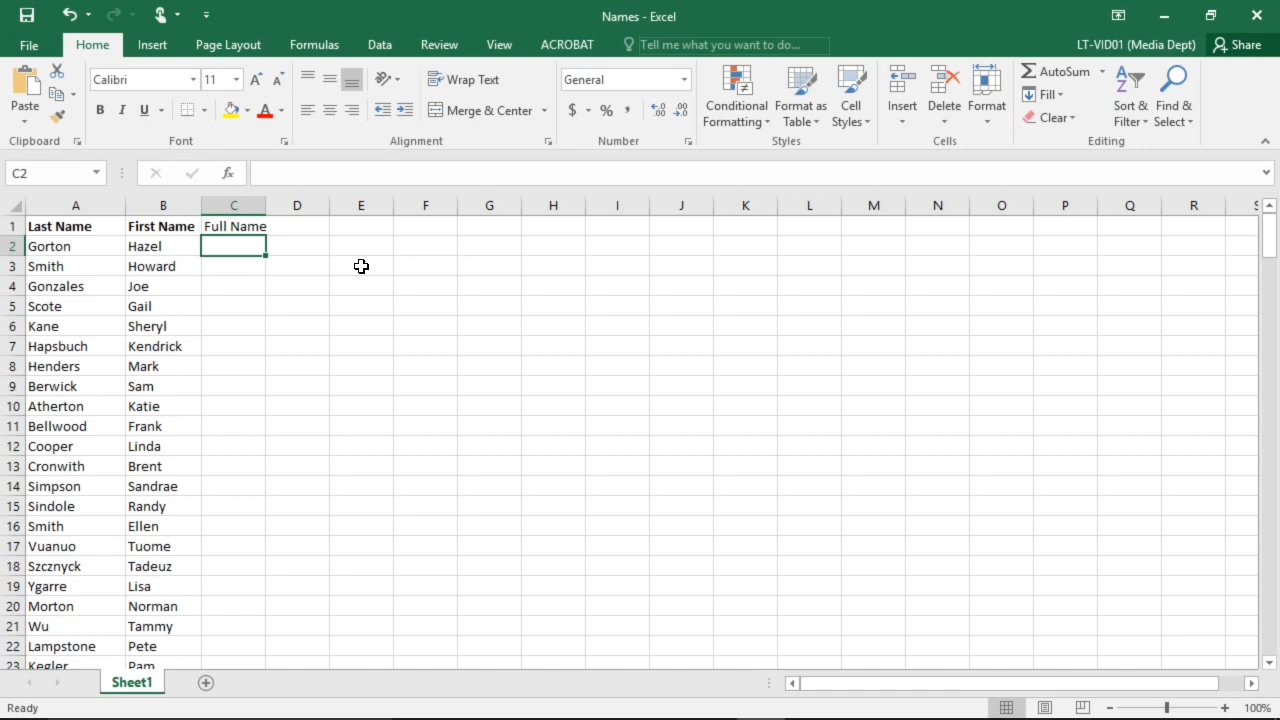 Names - Excel
File Home Insert Page Layout Formulas Data Review View ACROBAT Tell me what you want to do... LT-VID01 (Media Dept) Share
Paste
Clipboard
Calibri 11
B I U A
Font
Wrap Text
Merge & Center
Alignment
General
$ % ,
Number
Conditional Formatting
Format as Table
Cell Styles
Styles
Insert Delete Format
Cells
AutoSum
Fill
Clear
Sort & Filter
Find & Select
Editing
C2 fx
A B C D E F G H I J K L M N O P Q R
1 Last Name First Name Full Name
2 Gorton Hazel
3 Smith Howard
4 Gonzales Joe
5 Scote Gail
6 Kane Sheryl
7 Hapsbuch Kendrick
8 Henders Mark
9 Berwick Sam
10 Atherton Katie
11 Bellwood Frank
12 Cooper Linda
13 Cronwith Brent
14 Simpson Sandrae
15 Sindole Randy
16 Smith Ellen
17 Vuanuo Tuome
18 Szcznyck Tadeuz
19 Ygarre Lisa
20 Morton Norman
21 Wu Tammy
22 Lampstone Pete
23 Kegler Pam
Sheet1
Ready 100%